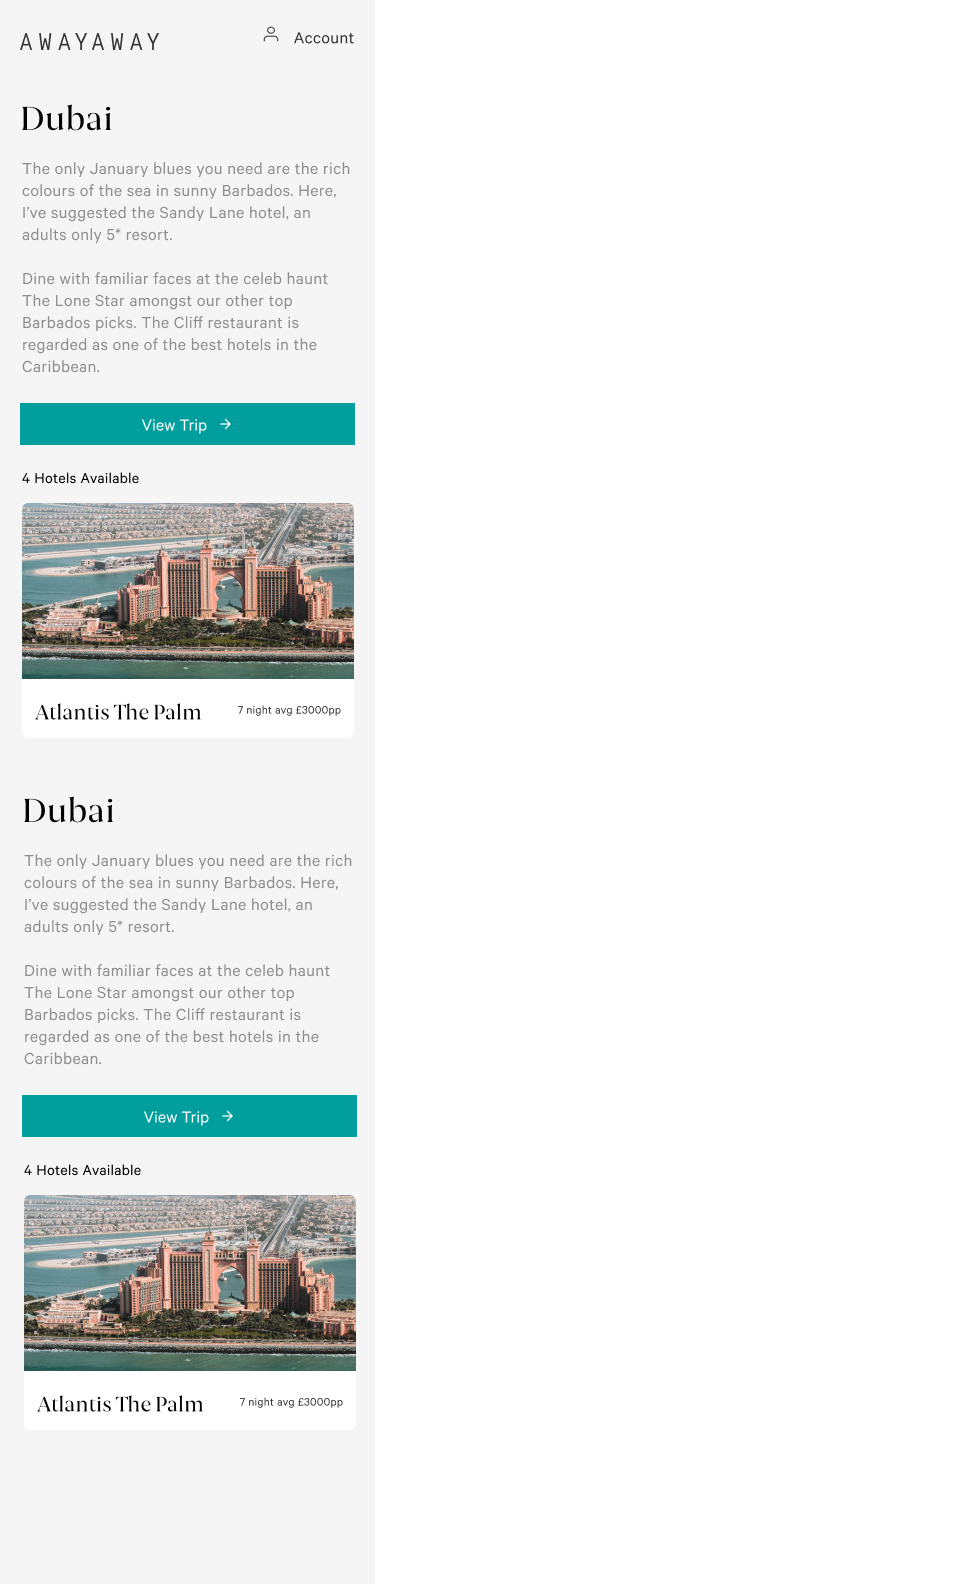 AWAYAWAY
Account
Dubai
The only January blues you need are the rich
colours of the sea in sunny Barbados. Here,
I've suggested the Sandy Lane hotel, an
adults only 5* resort.
Dine with familiar faces at the celeb haunt
The Lone Star amongst our other top
Barbados picks. The Cliff restaurant is
regarded as one of the best hotels in the
Caribbean.
View Trip
4 Hotels Available
Atlantis The Palm
7 night avg £3000pp
Dubai
The only January blues you need are the rich
colours of the sea in sunny Barbados. Here,
I've suggested the Sandy Lane hotel, an
adults only 5* resort.
Dine with familiar faces at the celeb haunt
The Lone Star amongst our other top
Barbados picks. The Cliff restaurant is
regarded as one of the best hotels in the
Caribbean.
View Trip
4 Hotels Available
Atlantis The Palm
7 night avg £3000pp